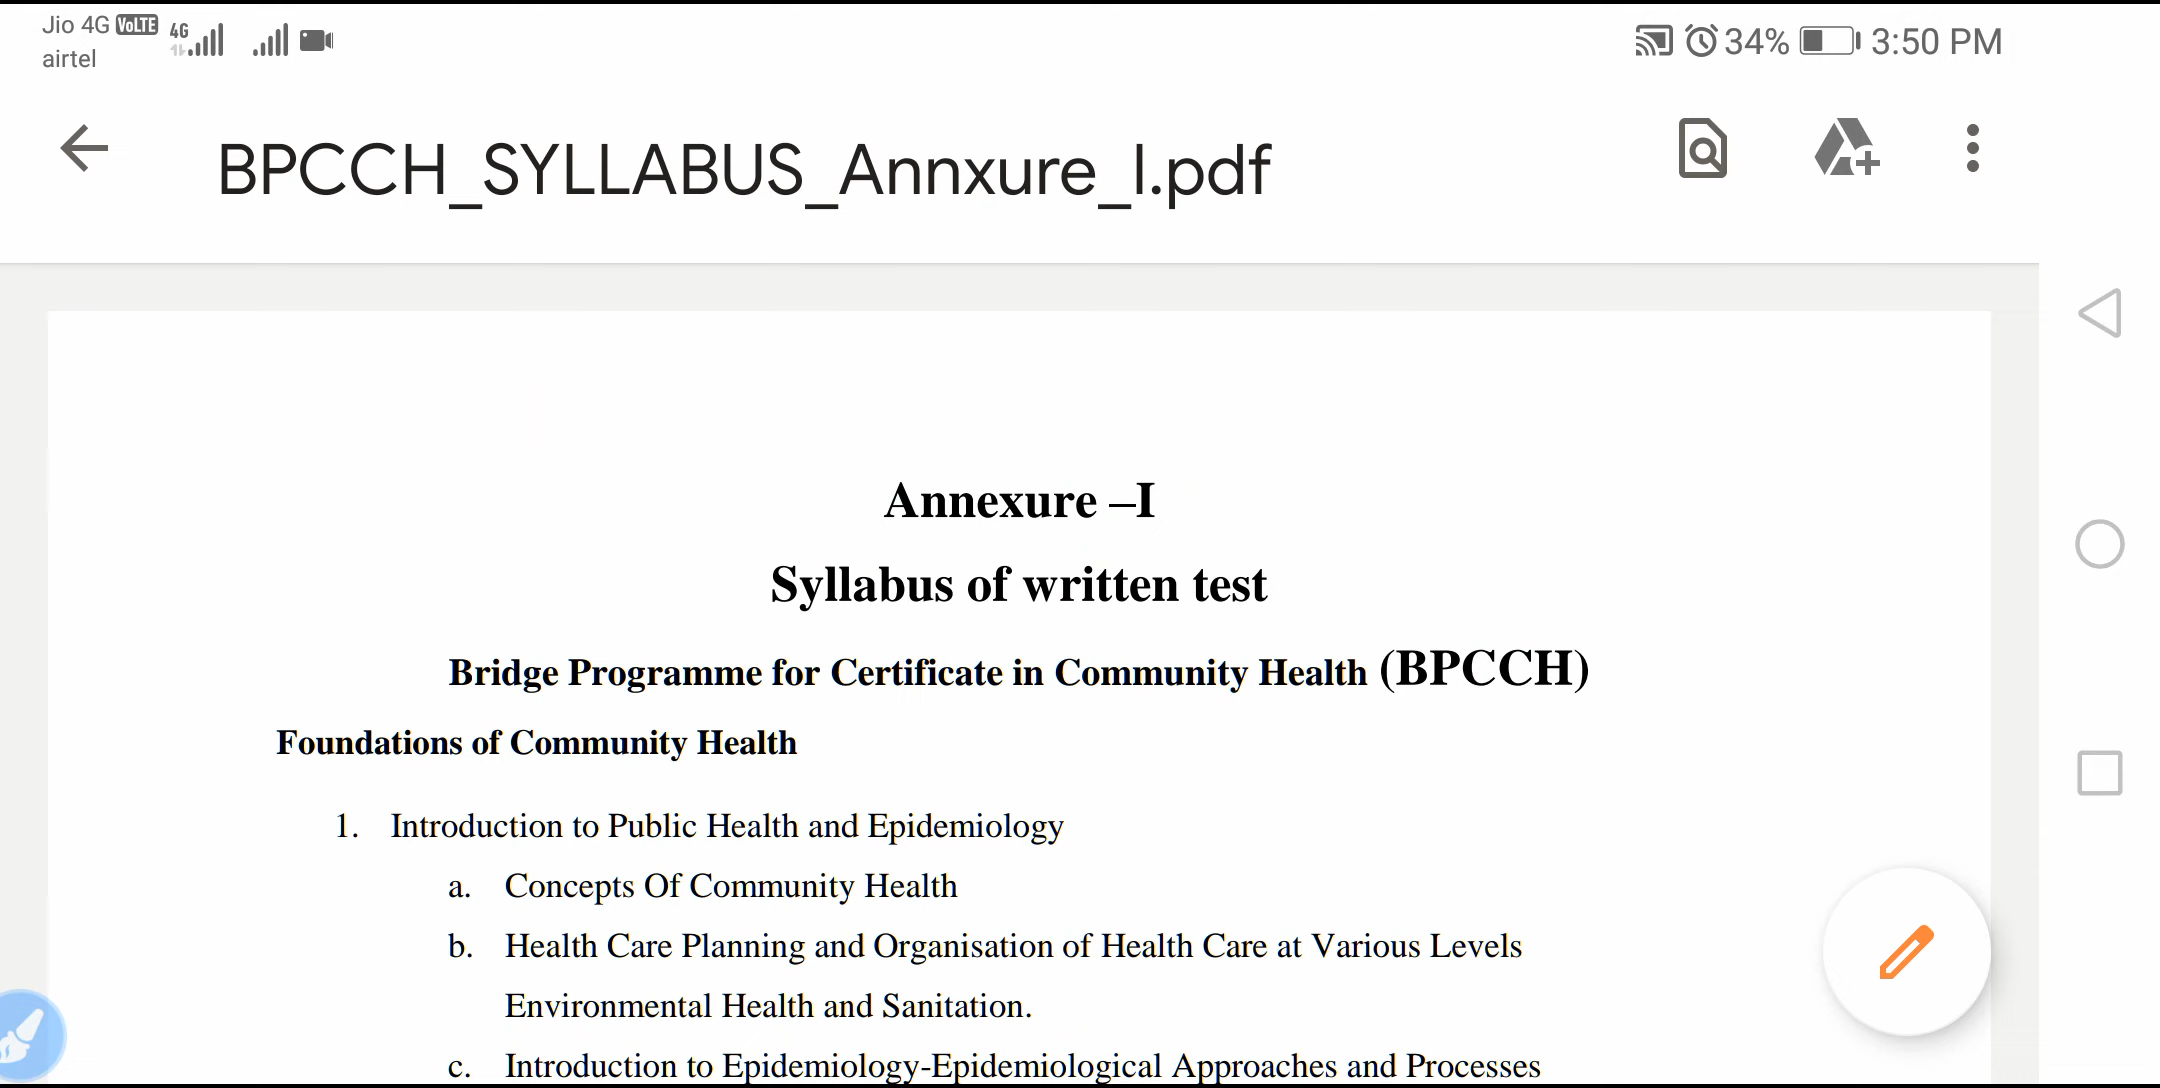 Jio 4G VoLTE 4G
airtel
34% 3:50 PM
BPCCH_SYLLABUS_Annxure_I.pdf
Annexure –I
Syllabus of written test
Bridge Programme for Certificate in Community Health (BPCCH)
Foundations of Community Health
1. Introduction to Public Health and Epidemiology
a. Concepts Of Community Health
b. Health Care Planning and Organisation of Health Care at Various Levels
Environmental Health and Sanitation.
c. Introduction to Epidemiology-Epidemiological Approaches and Processes